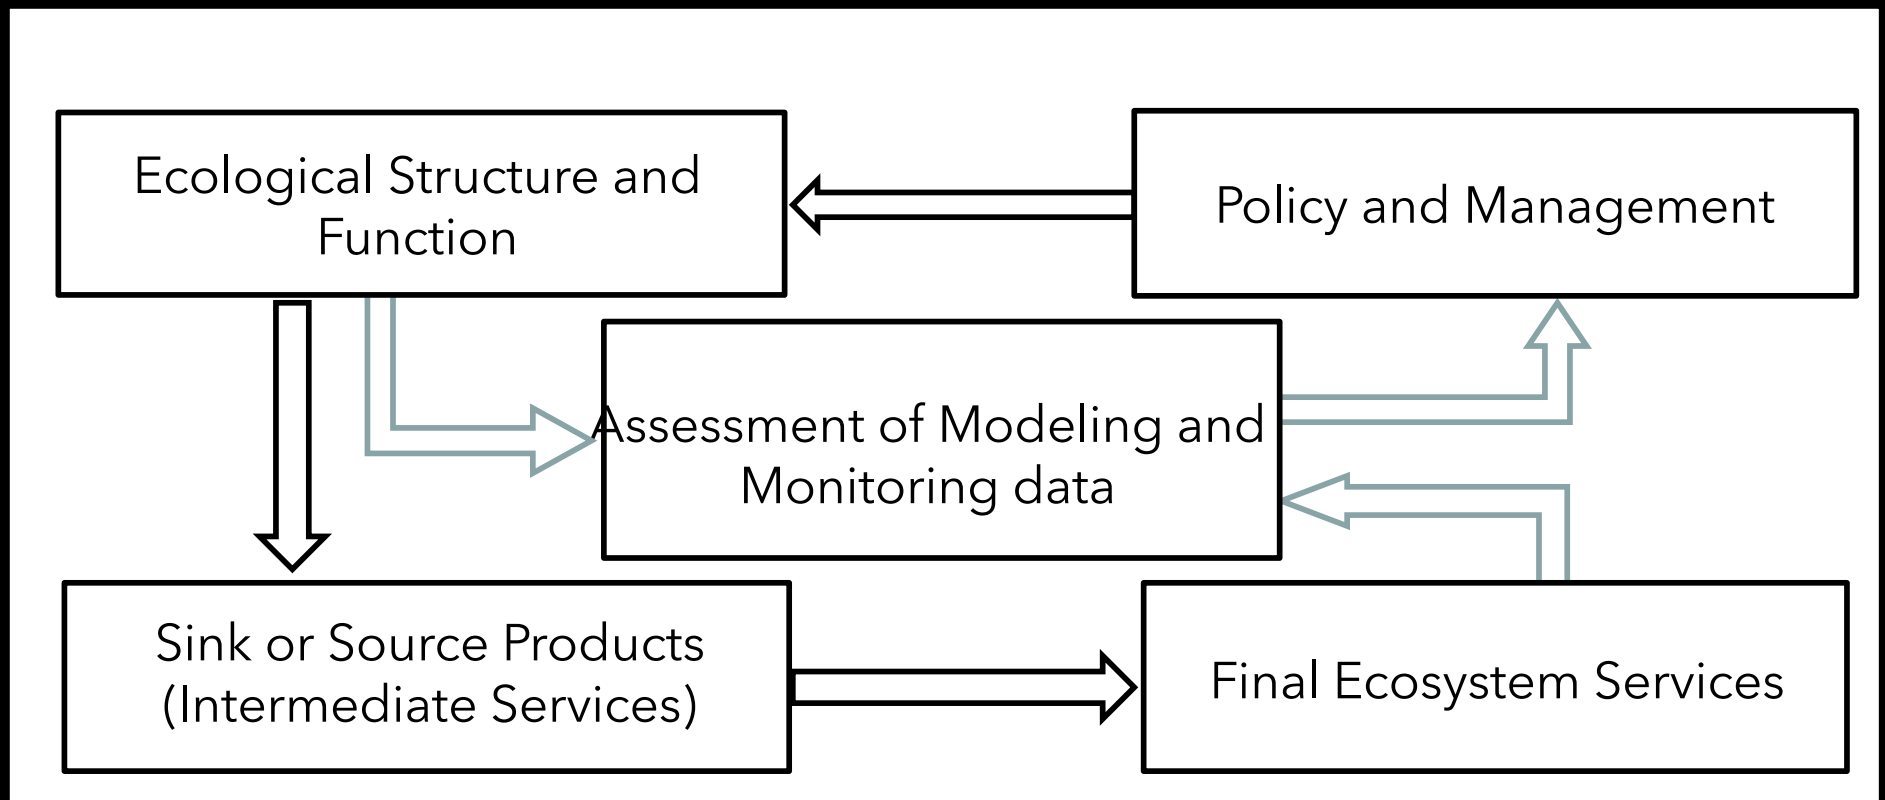 Ecological Structure and
Function
Policy and Management
Assessment of Modeling and
Monitoring data
Sink or Source Products
(Intermediate Services)
Final Ecosystem Services